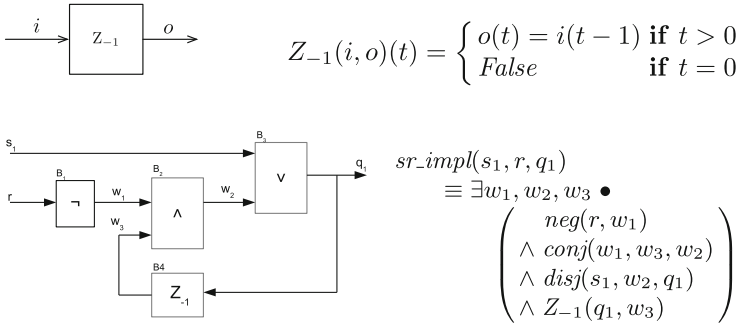 i
Z₋₁
o
Z₋₁(i, o)(t) = { o(t) = i(t − 1) if t > 0
False if t = 0
s₁
r
B₁
¬
w₁
w₃
B₂
∧
w₂
B₃
∨
q₁
B4
Z₋₁
sr_impl(s₁, r, q₁)
≡ ∃w₁, w₂, w₃ •
( neg(r, w₁)
∧ conj(w₁, w₃, w₂)
∧ disj(s₁, w₂, q₁)
∧ Z₋₁(q₁, w₃) )